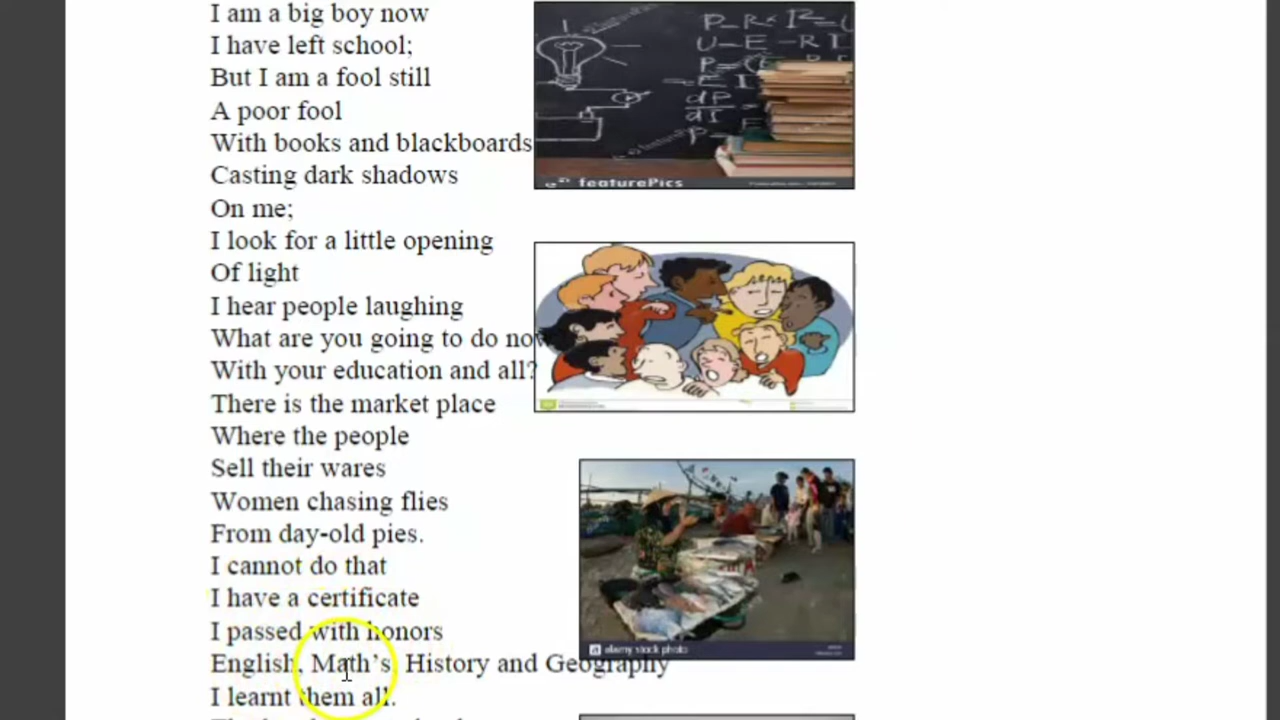 I am a big boy now
I have left school;
But I am a fool still
A poor fool
With books and blackboards
Casting dark shadows
On me;
I look for a little opening
Of light
I hear people laughing
What are you going to do now
With your education and all?
There is the market place
Where the people
Sell their wares
Women chasing flies
From day-old pies.
I cannot do that
I have a certificate
I passed with honors
English, Math's, History and Geography
I learnt them all.
featurePics
alamy stock photo